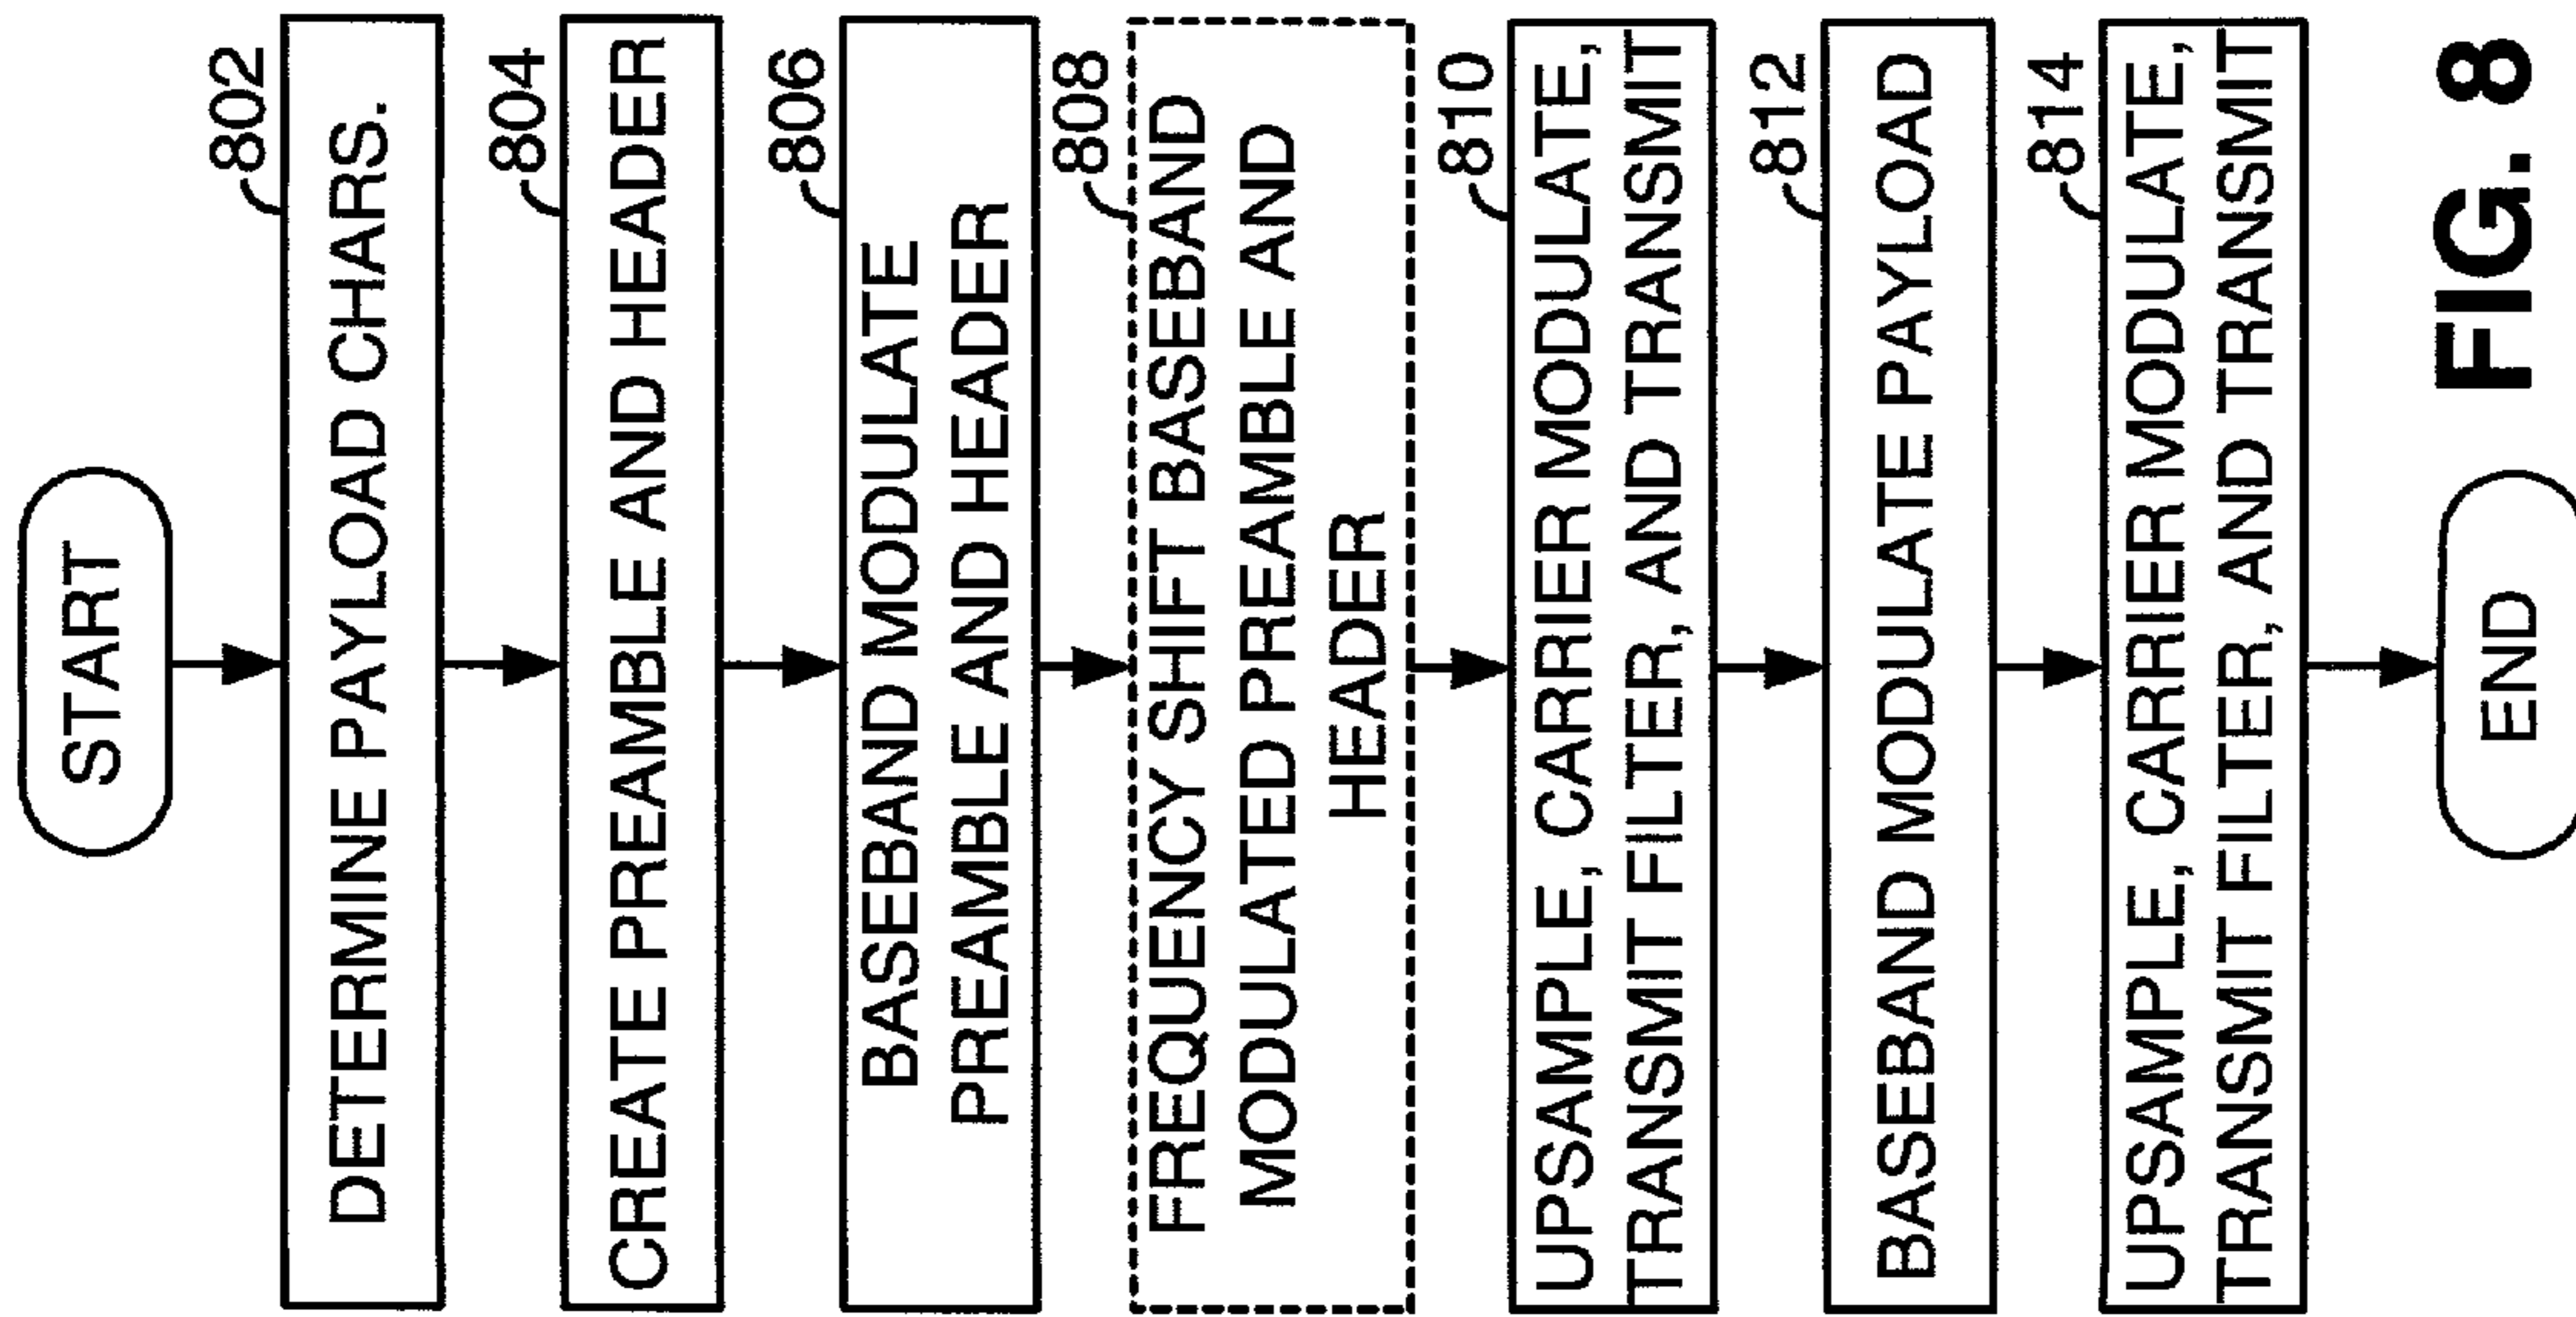 START
802
DETERMINE PAYLOAD CHARS.
804
CREATE PREAMBLE AND HEADER
806
BASEBAND MODULATE
PREAMBLE AND HEADER
808
FREQUENCY SHIFT BASEBAND
MODULATED PREAMBLE AND
HEADER
810
UPSAMPLE, CARRIER MODULATE,
TRANSMIT FILTER, AND TRANSMIT
812
BASEBAND MODULATE PAYLOAD
814
UPSAMPLE, CARRIER MODULATE,
TRANSMIT FILTER, AND TRANSMIT
END
FIG. 8